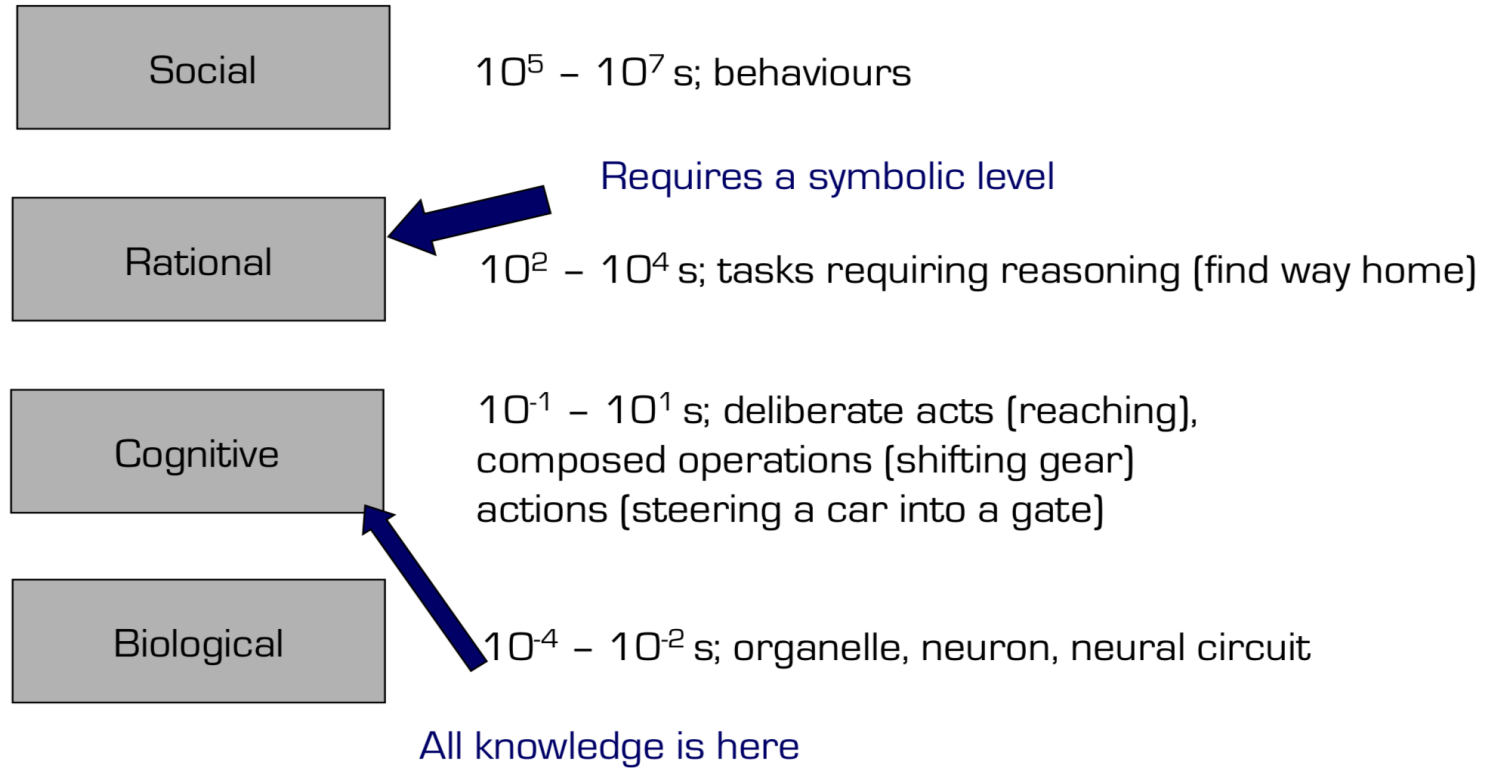 Social
10⁵ – 10⁷ s; behaviours
Requires a symbolic level
Rational
10² – 10⁴ s; tasks requiring reasoning (find way home)
Cognitive
10⁻¹ – 10¹ s; deliberate acts (reaching),
composed operations (shifting gear)
actions (steering a car into a gate)
Biological
10⁻⁴ – 10⁻² s; organelle, neuron, neural circuit
All knowledge is here